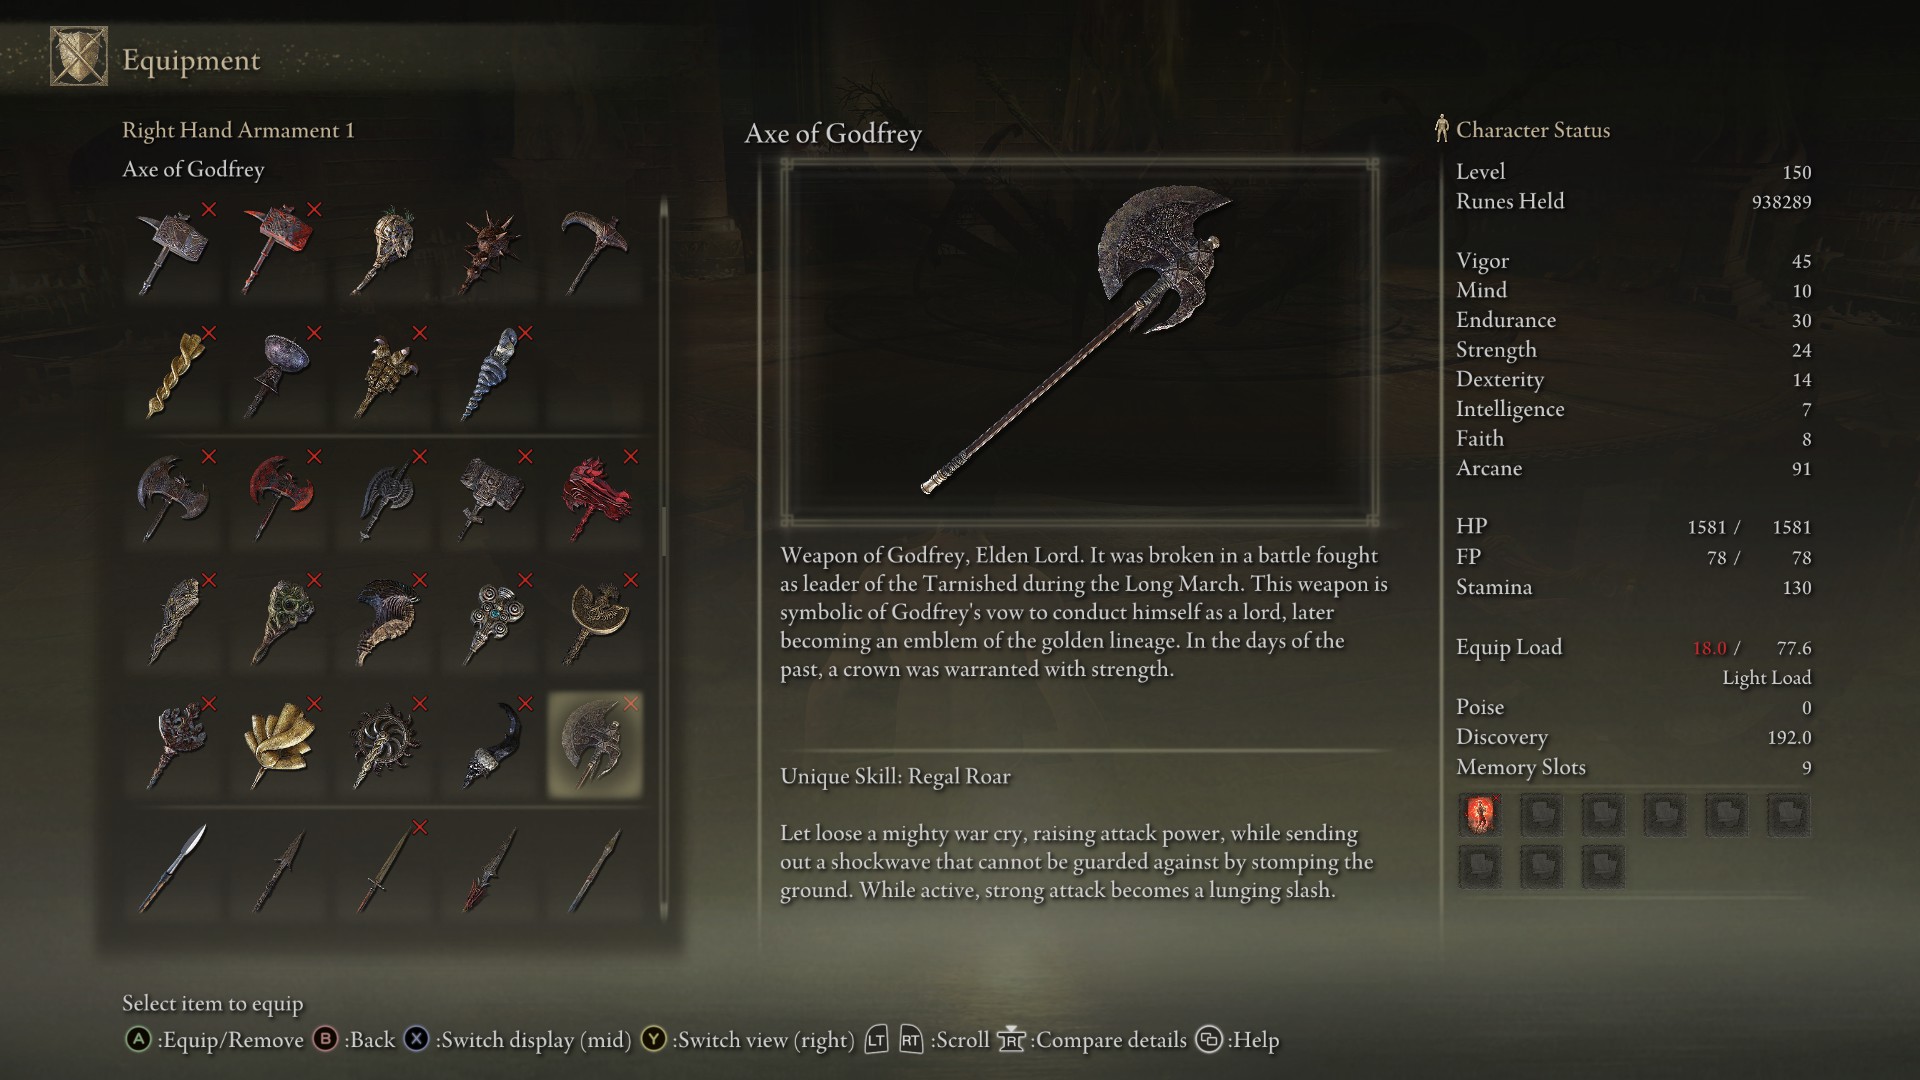 Equipment
Right Hand Armament 1
Axe of Godfrey
Axe of Godfrey
Weapon of Godfrey, Elden Lord. It was broken in a battle fought
as leader of the Tarnished during the Long March. This weapon is
symbolic of Godfrey's vow to conduct himself as a lord, later
becoming an emblem of the golden lineage. In the days of the
past, a crown was warranted with strength.
Unique Skill: Regal Roar
Let loose a mighty war cry, raising attack power, while sending
out a shockwave that cannot be guarded against by stomping the
ground. While active, strong attack becomes a lunging slash.
Character Status
Level 150
Runes Held 938289
Vigor 45
Mind 10
Endurance 30
Strength 24
Dexterity 14
Intelligence 7
Faith 8
Arcane 91
HP 1581 / 1581
FP 78 / 78
Stamina 130
Equip Load 18.0 / 77.6
Light Load
Poise 0
Discovery 192.0
Memory Slots 9
Select item to equip
A :Equip/Remove B :Back X :Switch display (mid) Y :Switch view (right) LT RT :Scroll R :Compare details :Help